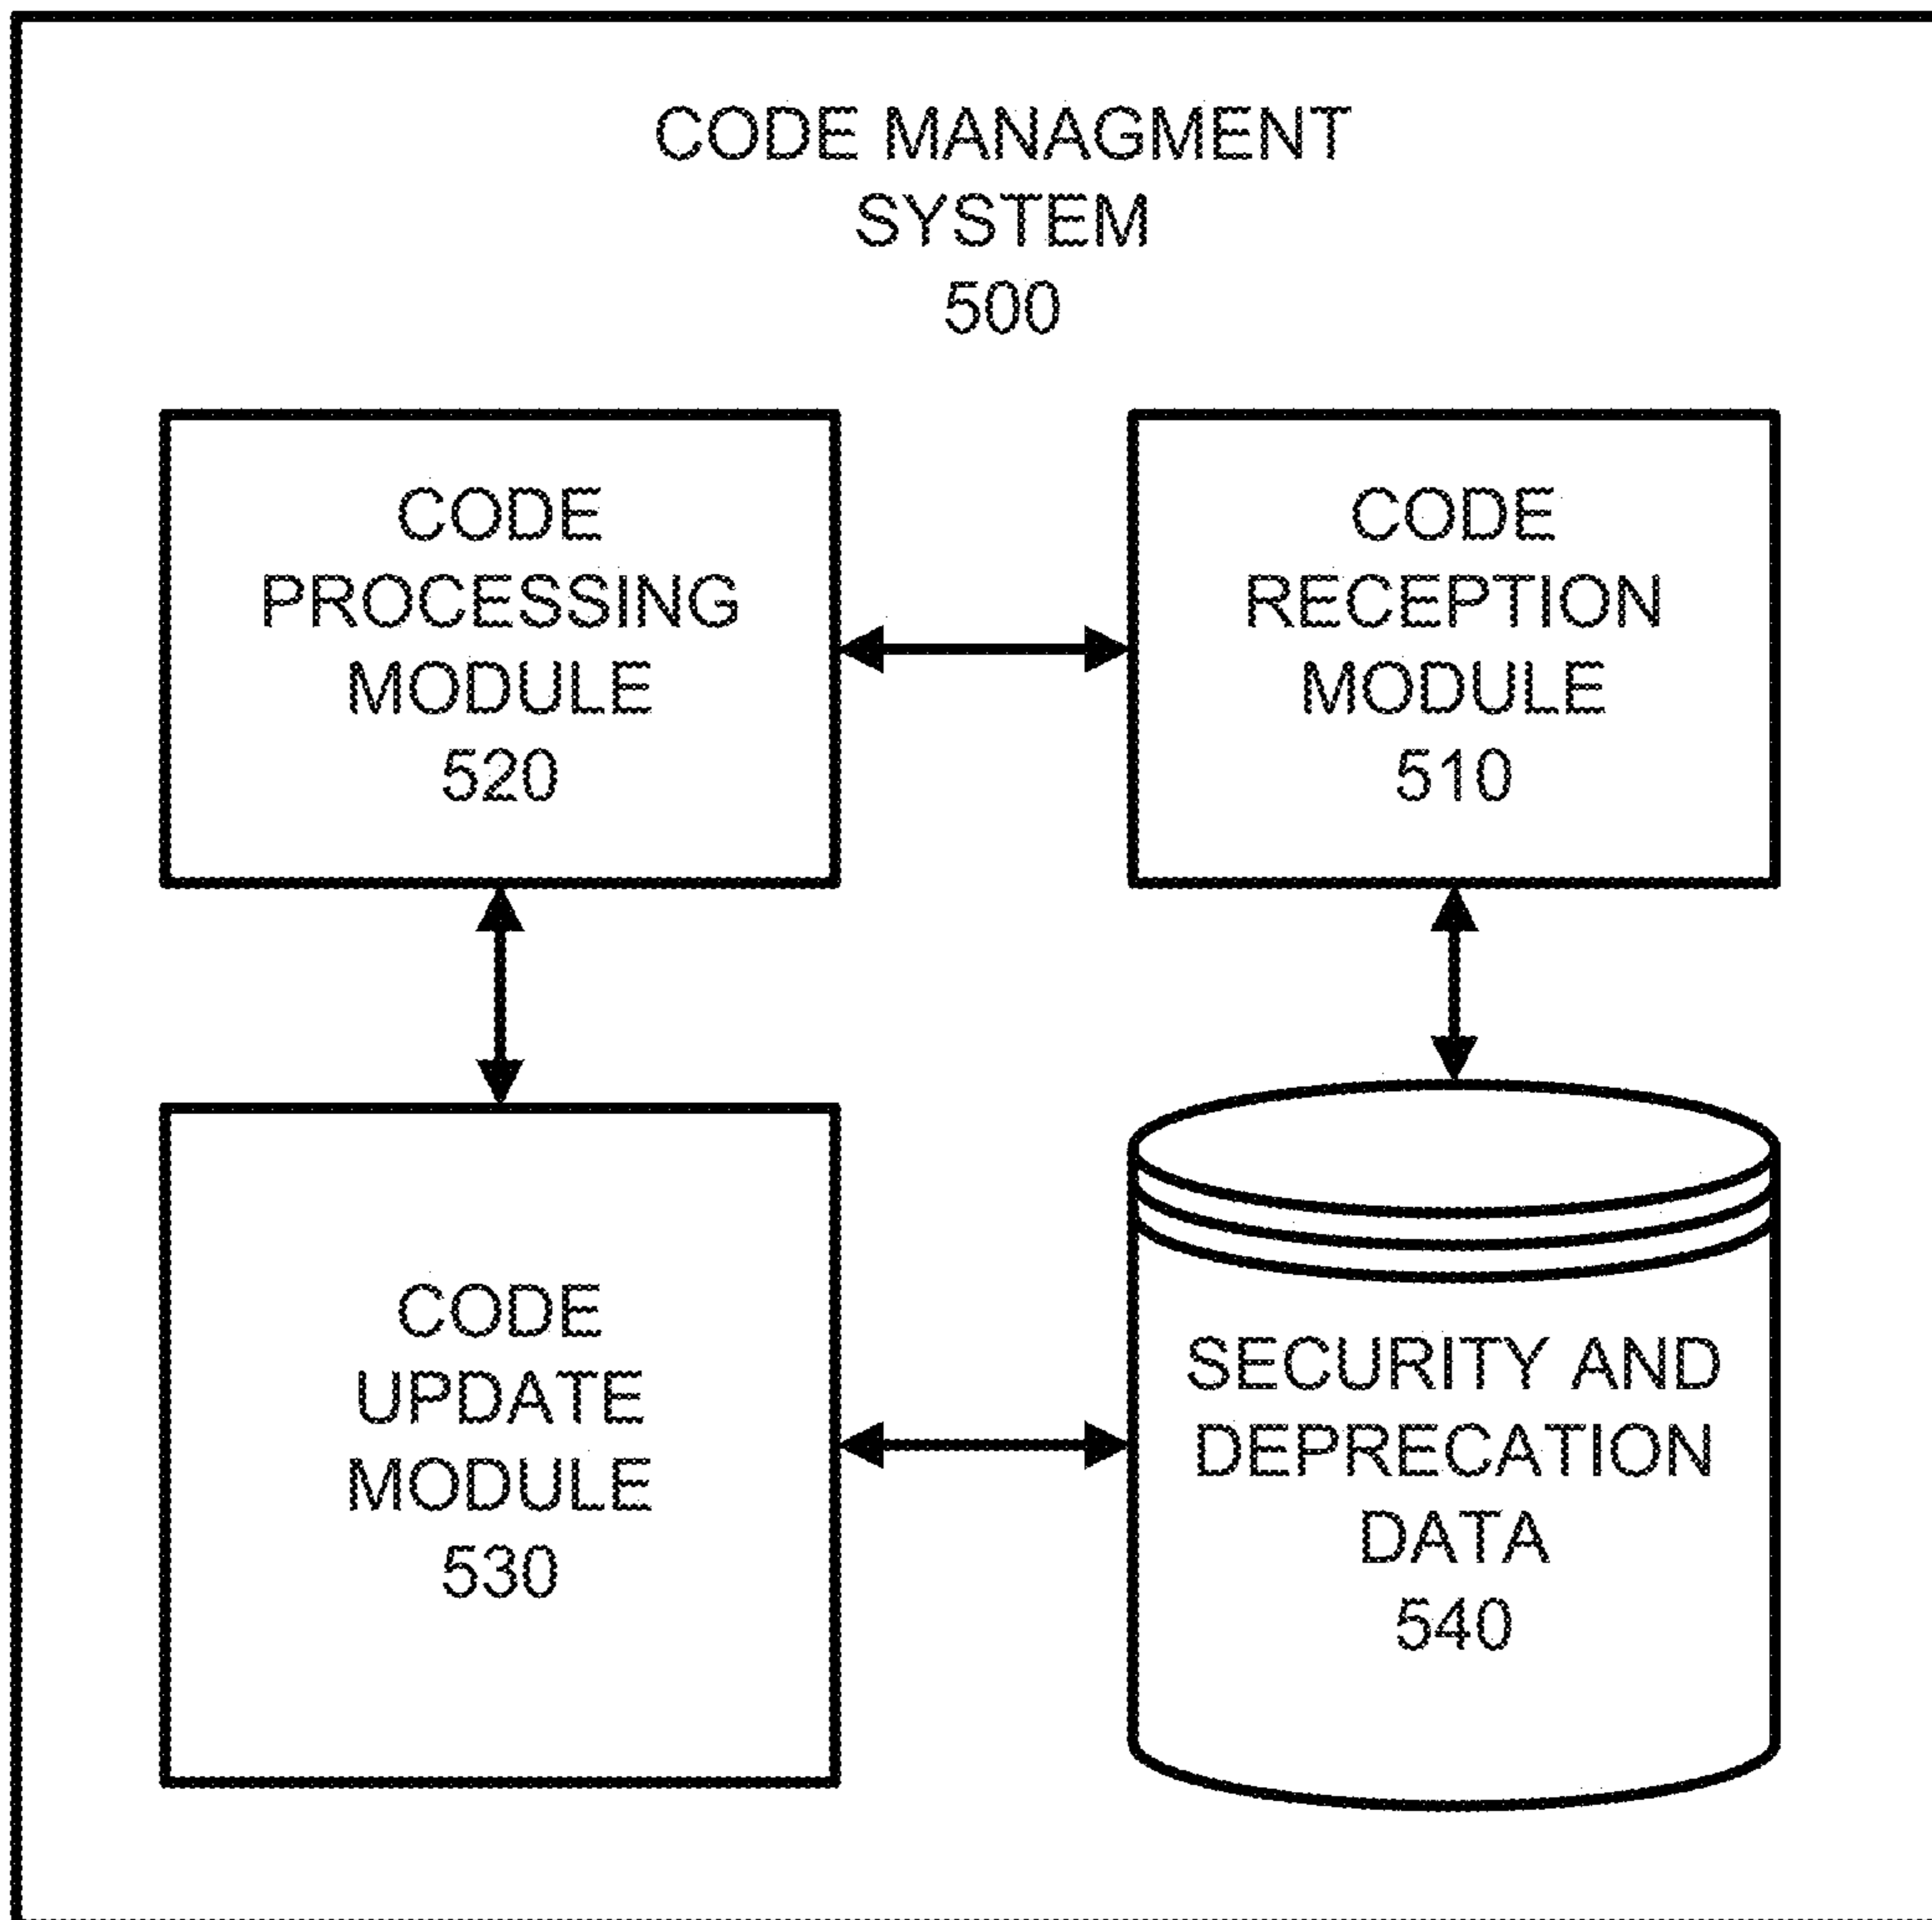 CODE MANAGMENT
SYSTEM
500
CODE
PROCESSING
MODULE
520
CODE
RECEPTION
MODULE
510
CODE
UPDATE
MODULE
530
SECURITY AND
DEPRECATION
DATA
540